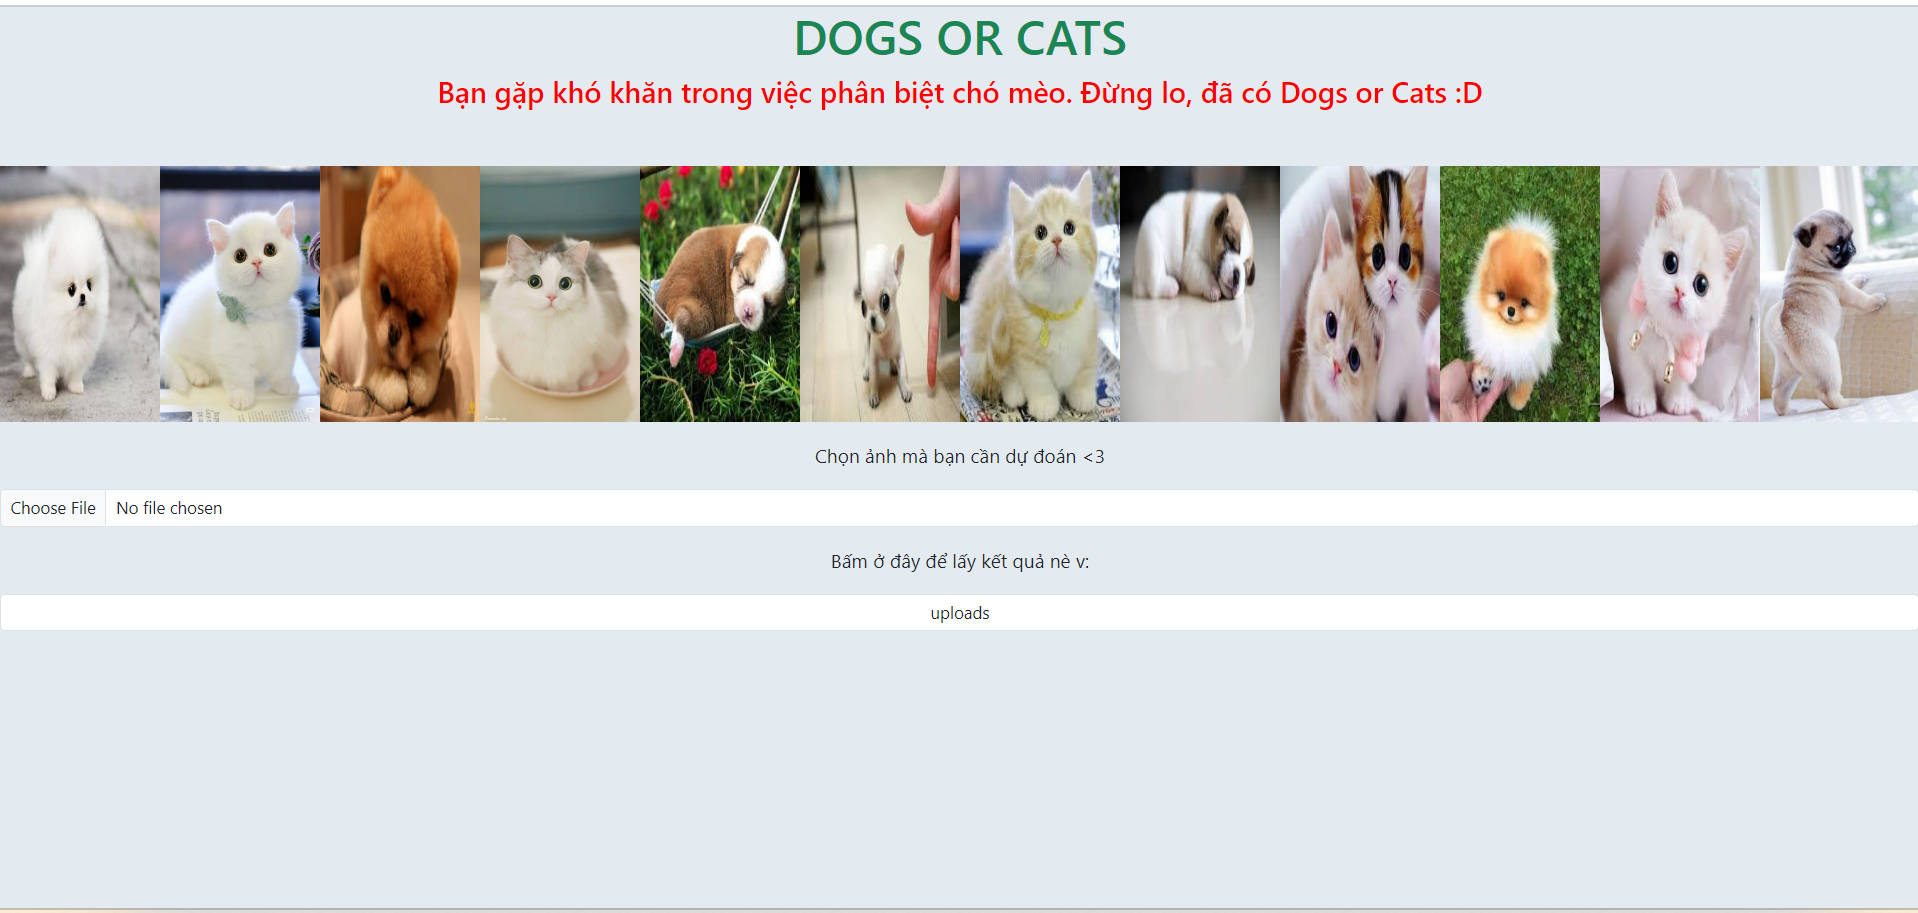 DOGS OR CATS
Bạn gặp khó khăn trong việc phân biệt chó mèo. Đừng lo, đã có Dogs or Cats :D
Chọn ảnh mà bạn cần dự đoán <3
Choose File No file chosen
Bấm ở đây để lấy kết quả nè v:
uploads